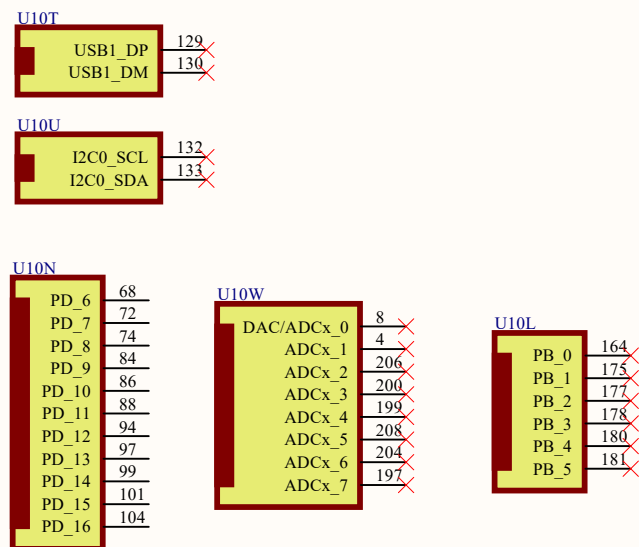 U10T
USB1_DP 129
USB1_DM 130
U10U
I2C0_SCL 132
I2C0_SDA 133
U10N
PD_6 68
PD_7 72
PD_8 74
PD_9 84
PD_10 86
PD_11 88
PD_12 94
PD_13 97
PD_14 99
PD_15 101
PD_16 104
U10W
DAC/ADCx_0 8
ADCx_1 4
ADCx_2 206
ADCx_3 200
ADCx_4 199
ADCx_5 208
ADCx_6 204
ADCx_7 197
U10L
PB_0 164
PB_1 175
PB_2 177
PB_3 178
PB_4 180
PB_5 181